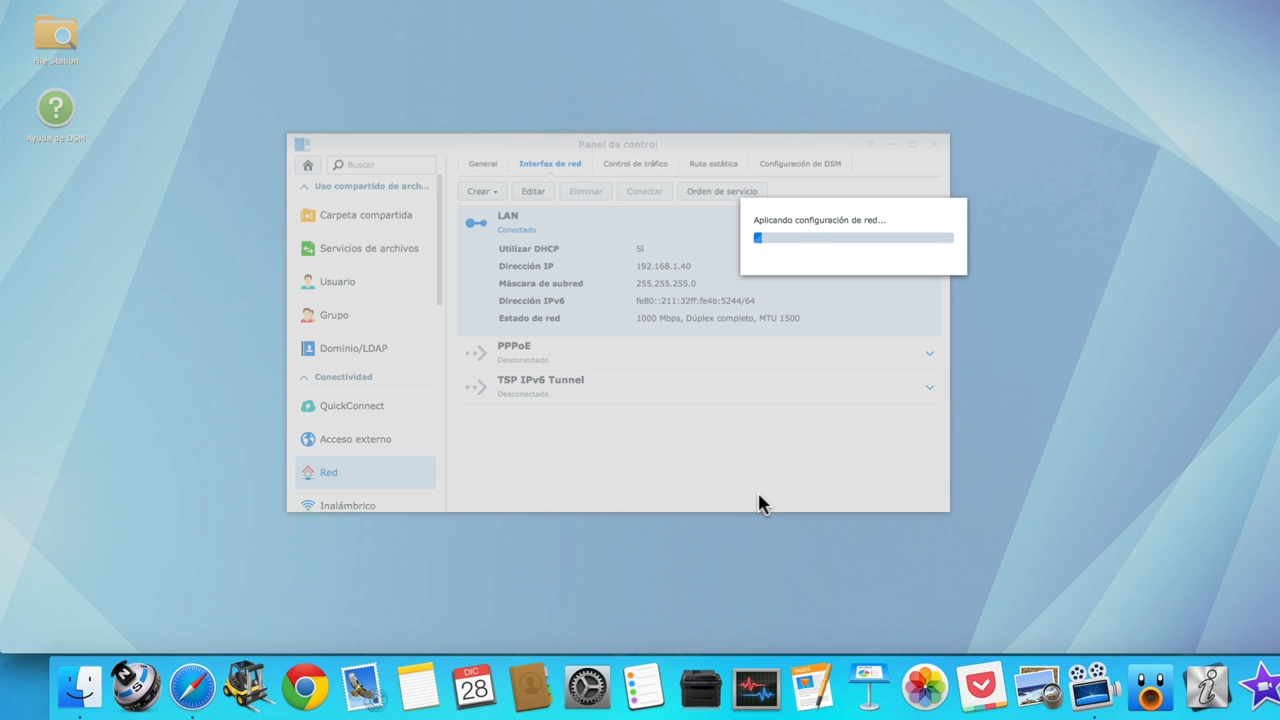 File Station
Ayuda de DSM
Panel de control
Buscar
Uso compartido de arch...
Carpeta compartida
Servicios de archivos
Usuario
Grupo
Dominio/LDAP
Conectividad
QuickConnect
Acceso externo
Red
Inalámbrico
General
Interfaz de red
Control de tráfico
Ruta estática
Configuración de DSM
Crear
Editar
Eliminar
Conectar
Orden de servicio
LAN
Conectado
Utilizar DHCP Sí
Dirección IP 192.168.1.40
Máscara de subred 255.255.255.0
Dirección IPv6 fe80::211:32ff:fe4b:5244/64
Estado de red 1000 Mbps, Dúplex completo, MTU 1500
PPPoE
Desconectado
TSP IPv6 Tunnel
Desconectado
Aplicando configuración de red...
DIC
28
PAGES